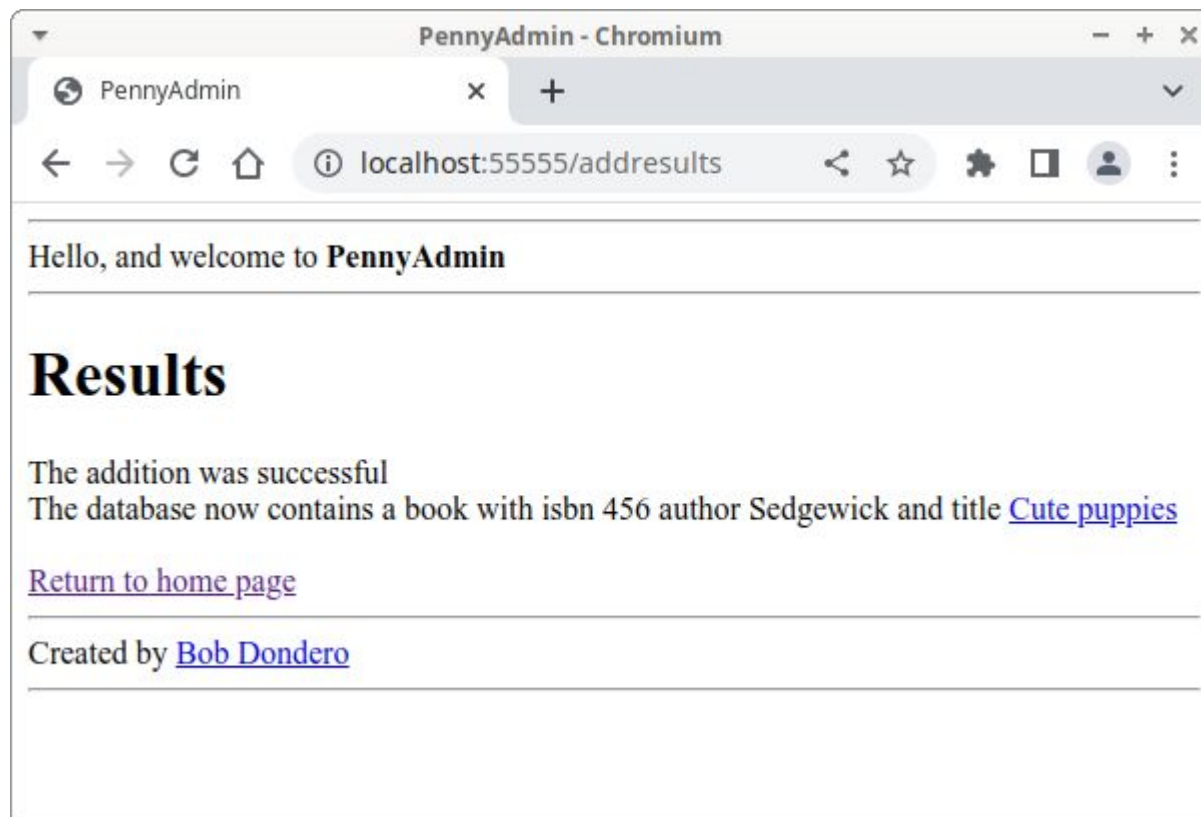 PennyAdmin - Chromium
PennyAdmin
localhost:55555/addresults
Hello, and welcome to PennyAdmin
Results
The addition was successful
The database now contains a book with isbn 456 author Sedgewick and title Cute puppies
Return to home page
Created by Bob Dondero